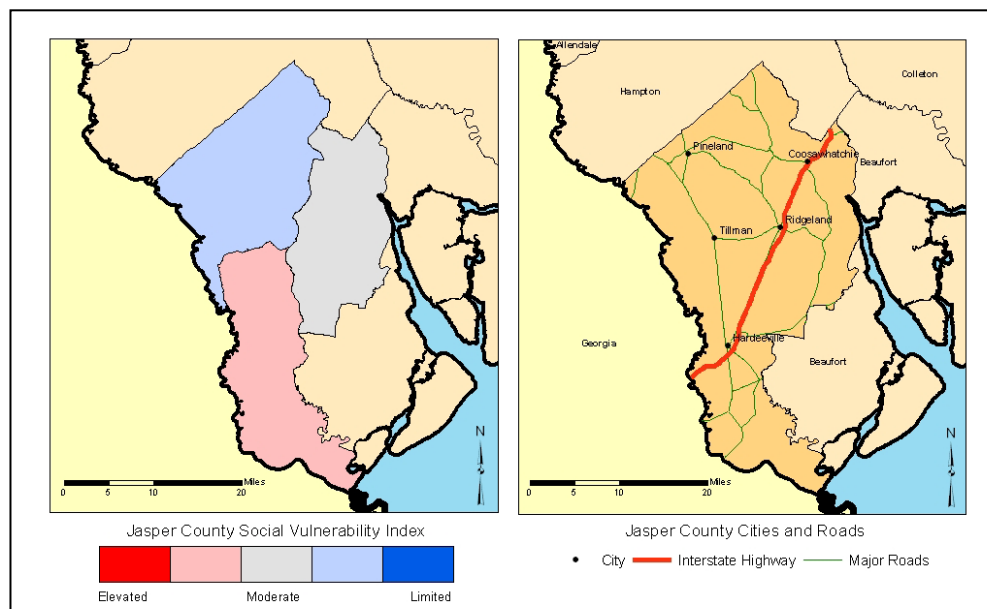 0 5 10 20
Miles
N
Jasper County Social Vulnerability Index
Elevated Moderate Limited
Allendale
Colleton
Hampton
Pineland
Coosawhatchie
Beaufort
Ridgeland
Tillman
Georgia
Hardeeville
Beaufort
N
0 5 10 20
Miles
Jasper County Cities and Roads
City Interstate Highway Major Roads